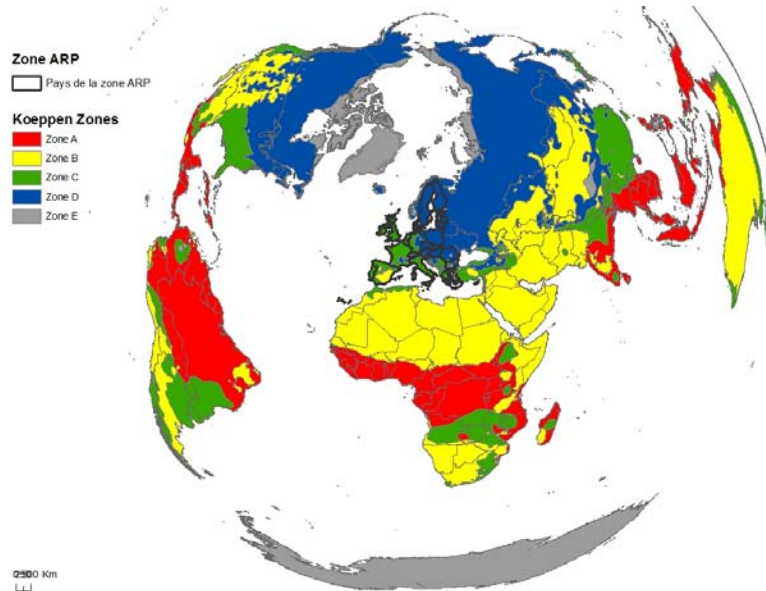 Zone ARP
Pays de la zone ARP
Koeppen Zones
Zone A
Zone B
Zone C
Zone D
Zone E
Km